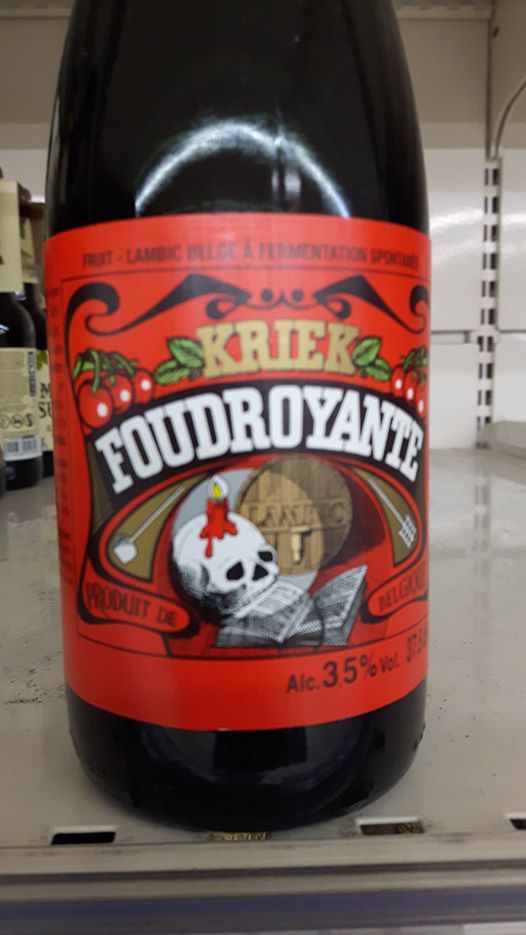 FRUIT - LAMBIC BELGE À FERMENTATION SPONTANÉE
KRIEK
FOUDROYANTE
LAMBIC
PRODUIT DE
BELGIQUE
Alc. 3,5% Vol.